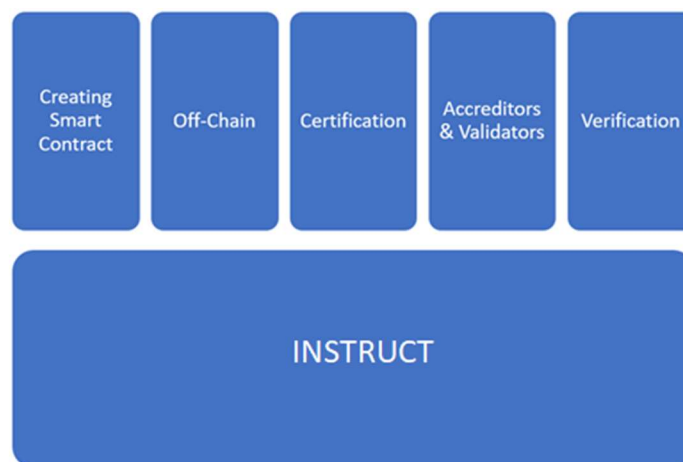 Creating
Smart
Contract
Off-Chain
Certification
Accreditors
& Validators
Verification
INSTRUCT